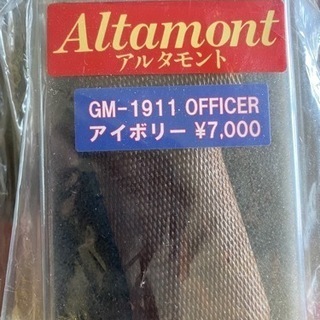 Altamont
アルタモント
GM-1911 OFFICER
アイボリー ¥7,000